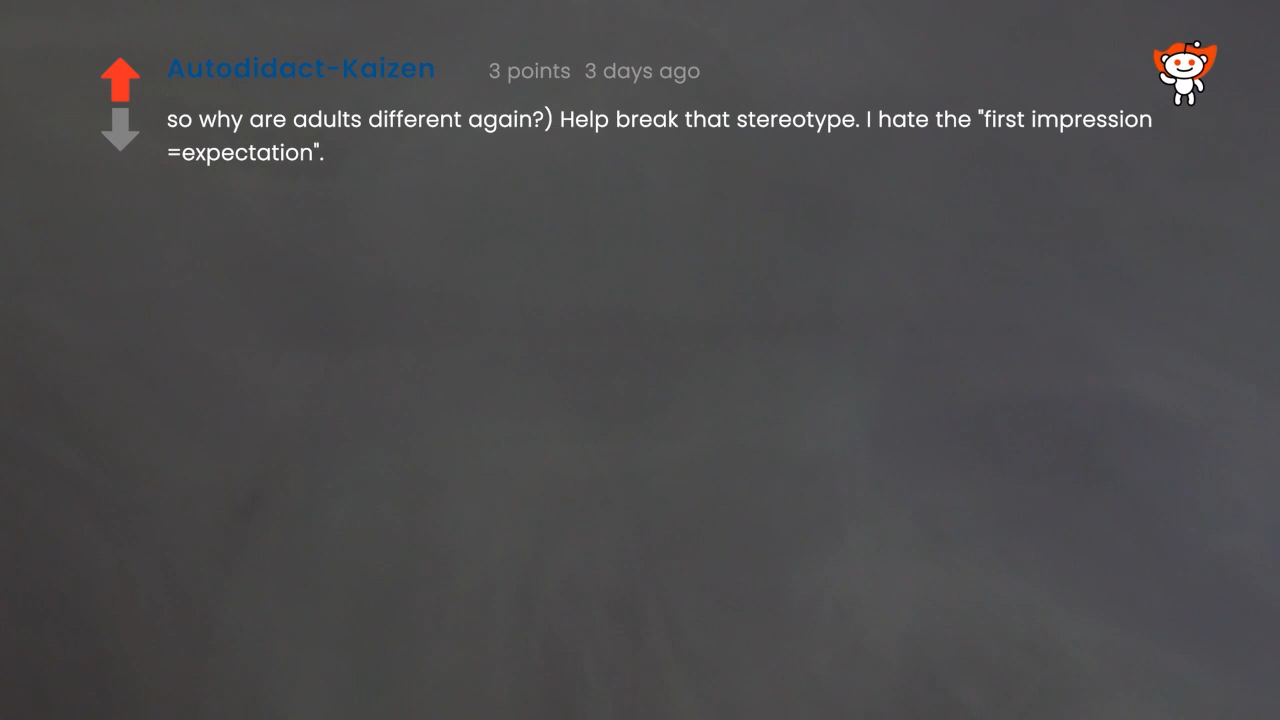 Autodidact-Kaizen 3 points 3 days ago
so why are adults different again?) Help break that stereotype. I hate the "first impression
=expectation".